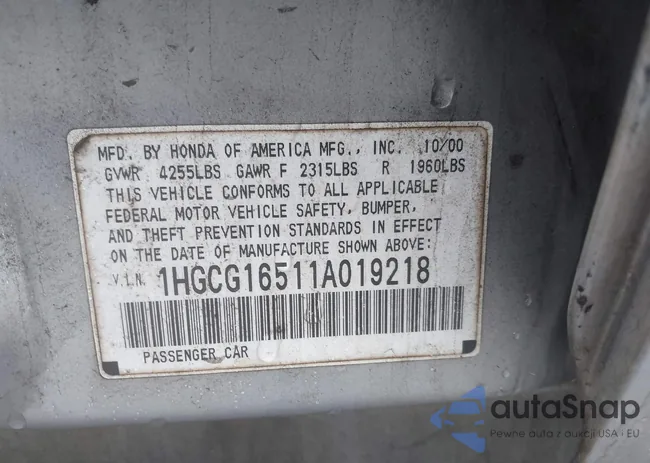 MFD. BY HONDA OF AMERICA MFG., INC. 10/00
GVWR 4255LBS GAWR F 2315LBS R 1960LBS
THIS VEHICLE CONFORMS TO ALL APPLICABLE
FEDERAL MOTOR VEHICLE SAFETY, BUMPER,
AND THEFT PREVENTION STANDARDS IN EFFECT
ON THE DATE OF MANUFACTURE SHOWN ABOVE:
V.I.N. 1HGCG16511A019218
PASSENGER CAR
autaSnap
Pewne auta z aukcji USA · EU